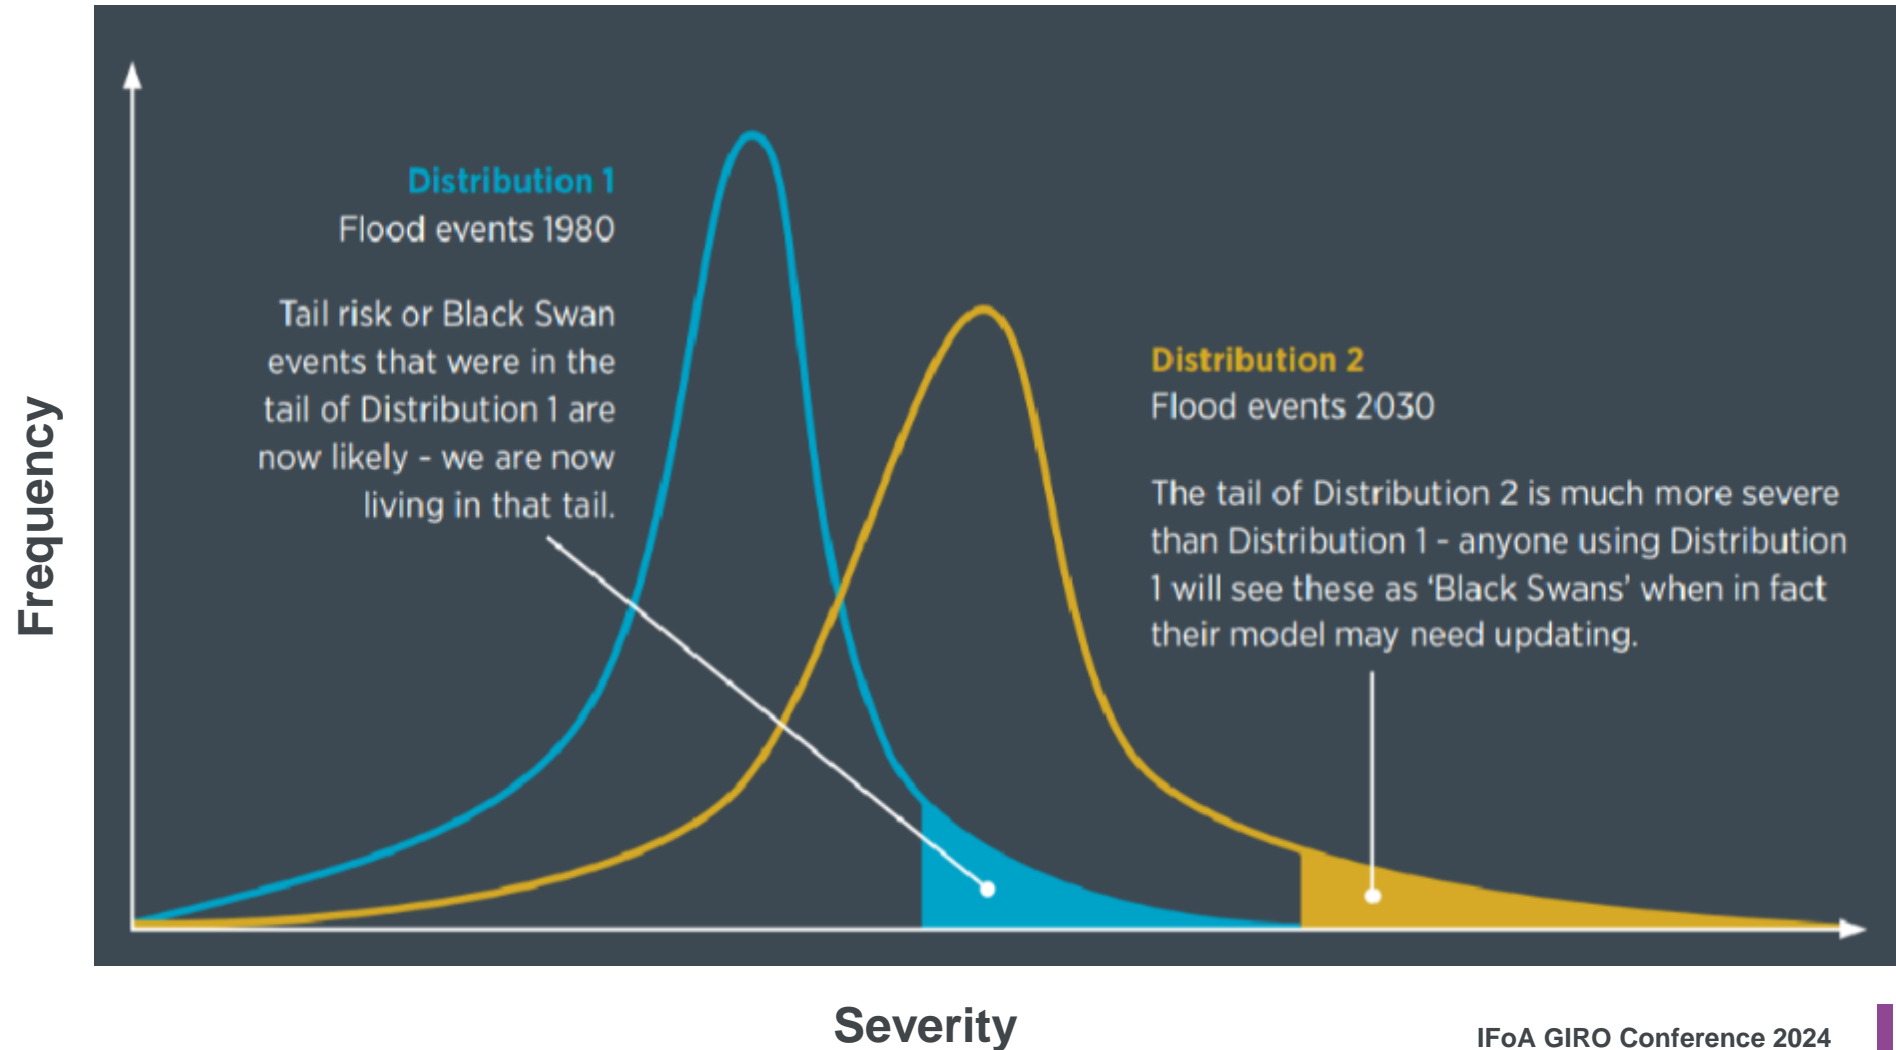 Frequency
Distribution 1
Flood events 1980
Tail risk or Black Swan
events that were in the
tail of Distribution 1 are
now likely - we are now
living in that tail.
Distribution 2
Flood events 2030
The tail of Distribution 2 is much more severe
than Distribution 1 - anyone using Distribution
1 will see these as ‘Black Swans’ when in fact
their model may need updating.
Severity
IFoA GIRO Conference 2024